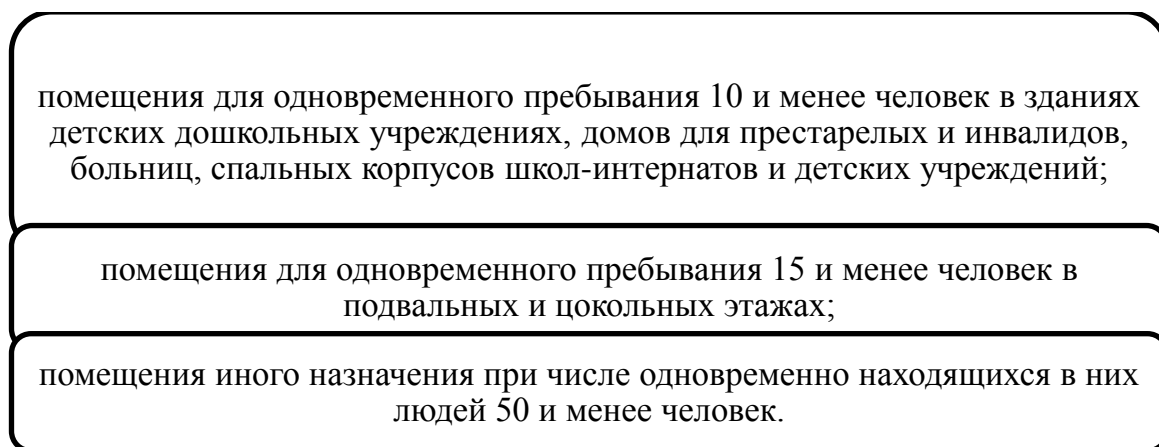 помещения для одновременного пребывания 10 и менее человек в зданиях
детских дошкольных учреждениях, домов для престарелых и инвалидов,
больниц, спальных корпусов школ-интернатов и детских учреждений;
помещения для одновременного пребывания 15 и менее человек в
подвальных и цокольных этажах;
помещения иного назначения при числе одновременно находящихся в них
людей 50 и менее человек.